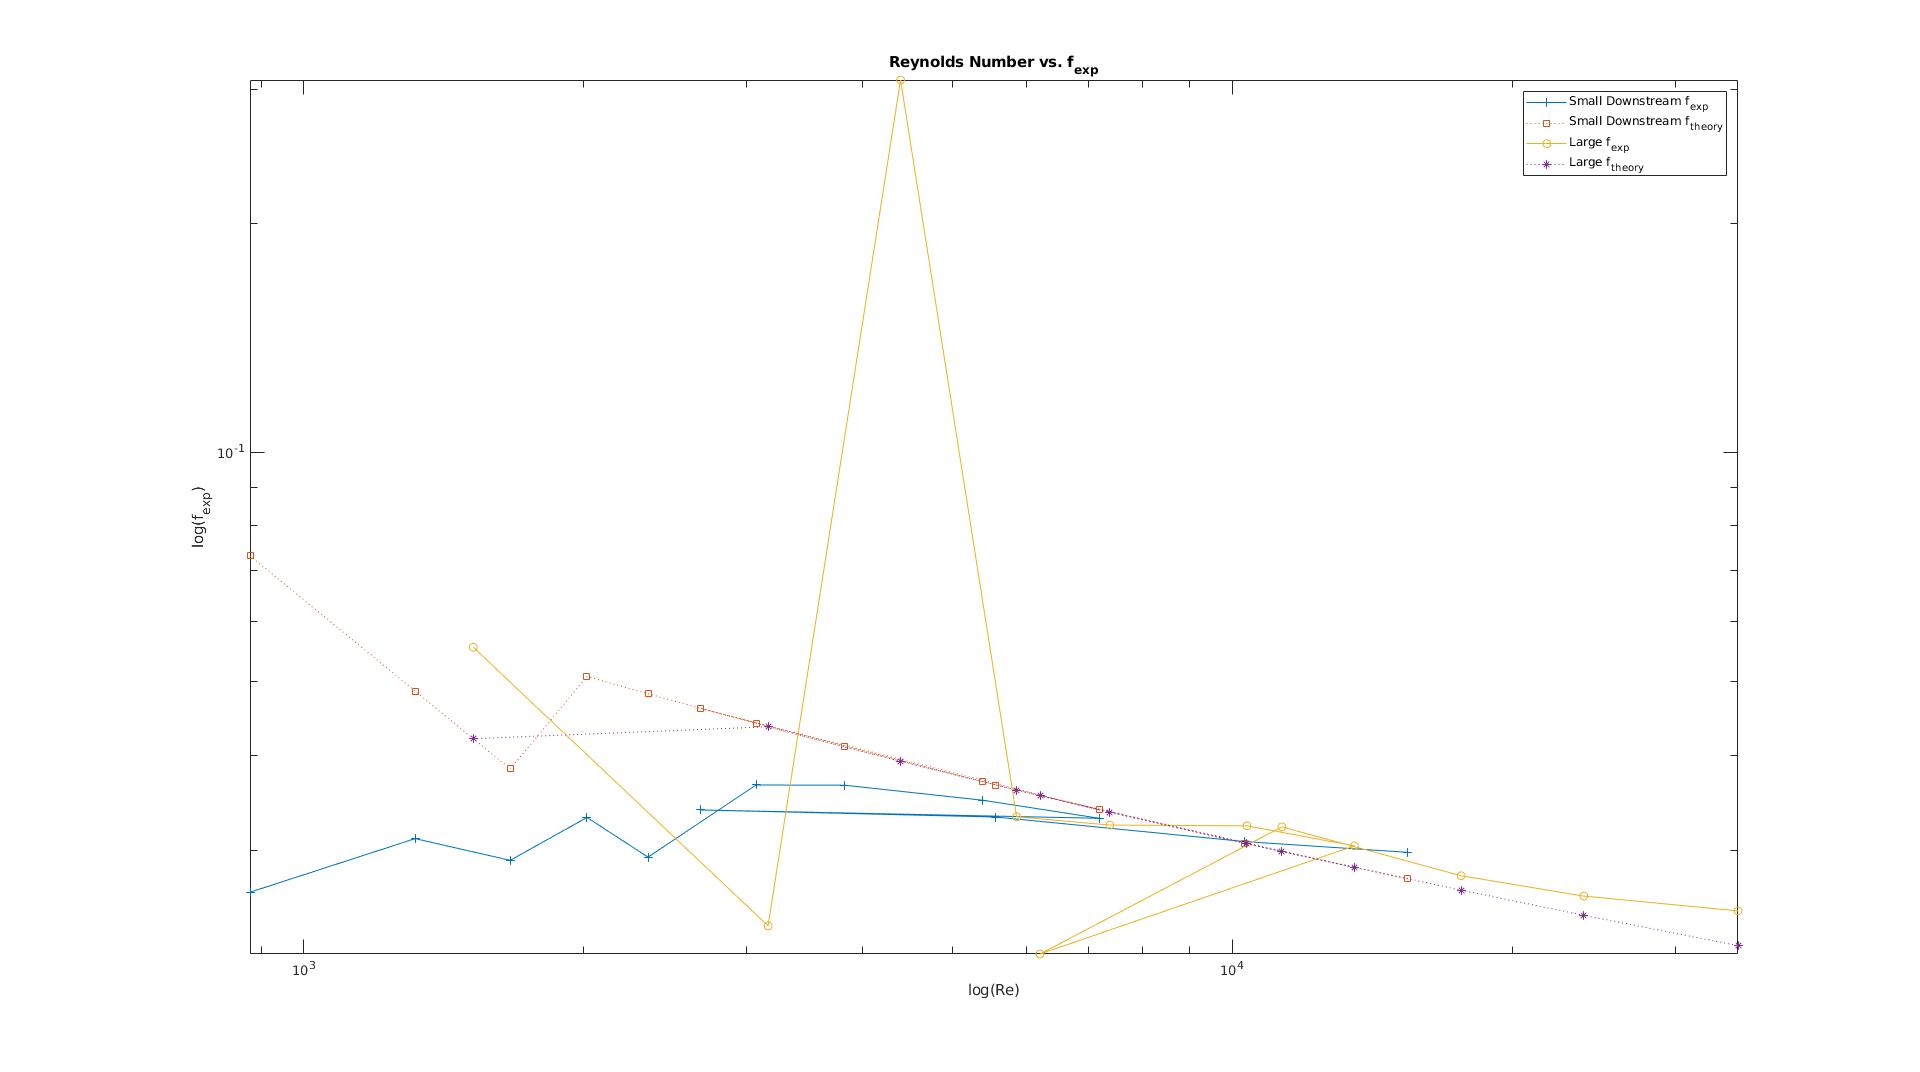 Reynolds Number vs. f_exp
Small Downstream f_exp
Small Downstream f_theory
Large f_exp
Large f_theory
10^-1
log(f_exp)
10^3
10^4
log(Re)